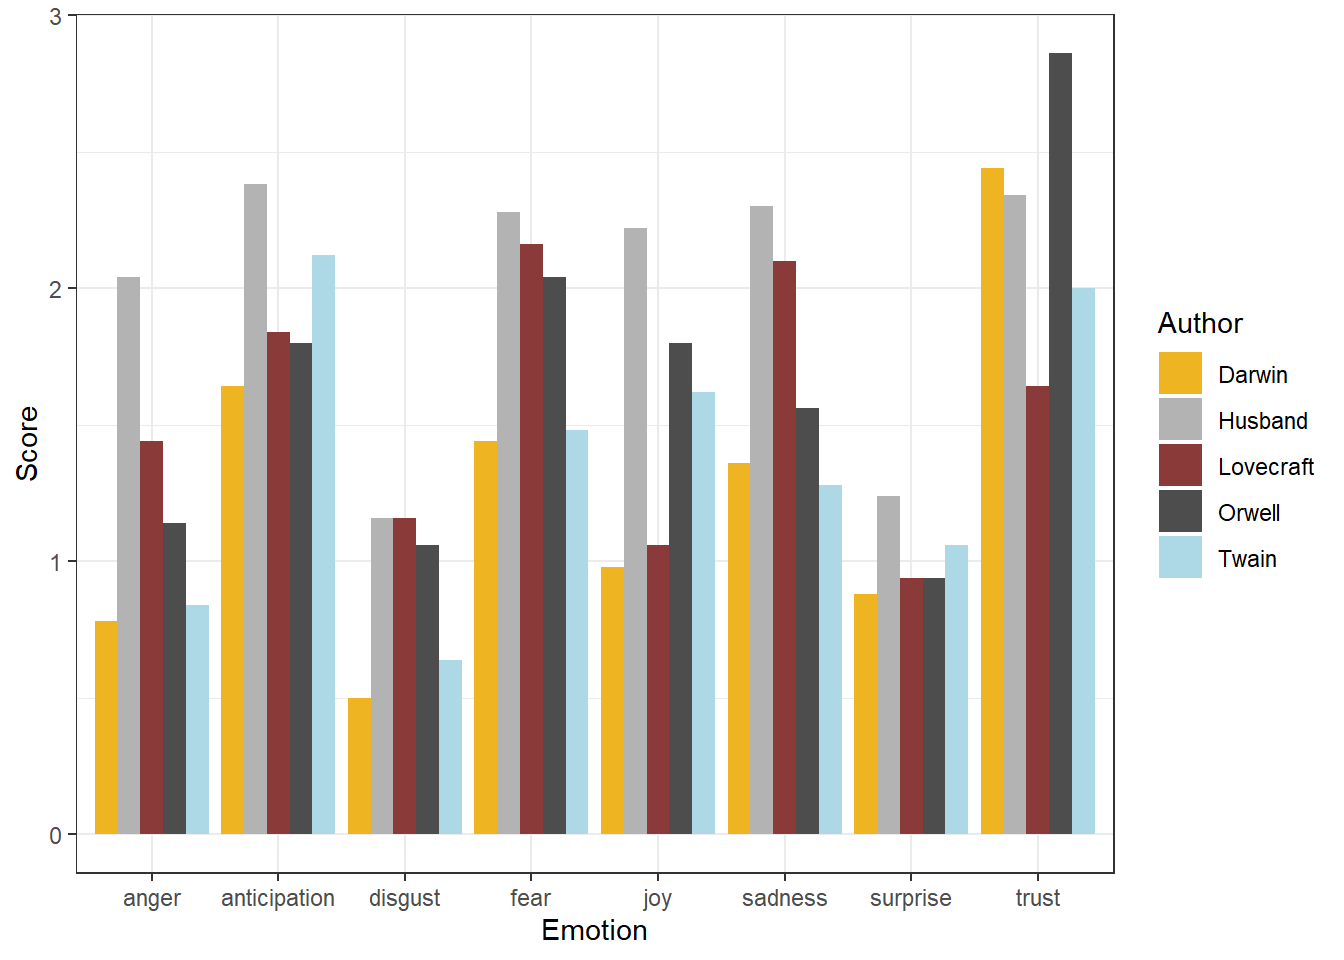 3
2
1
0
Score
anger anticipation disgust fear joy sadness surprise trust
Emotion
Author
Darwin
Husband
Lovecraft
Orwell
Twain